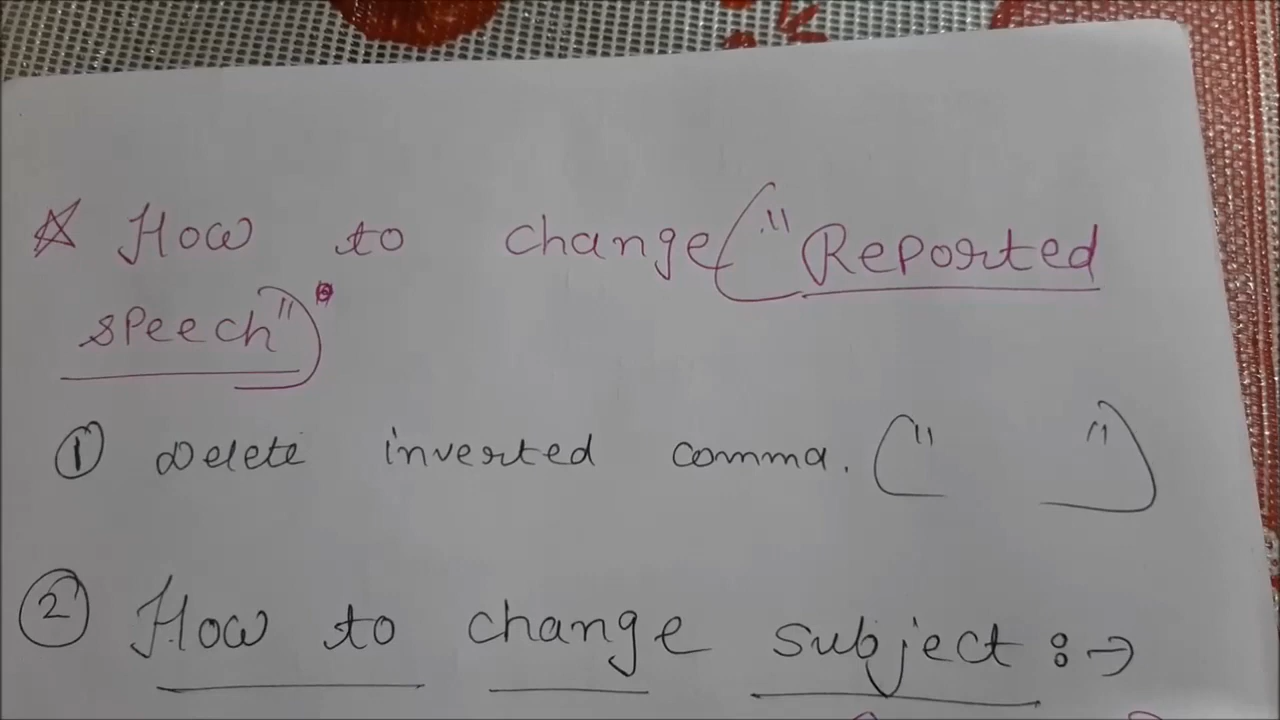 ☆ How to change ("Reported
speech")
① Delete inverted comma. (" ")
② How to change subject :→